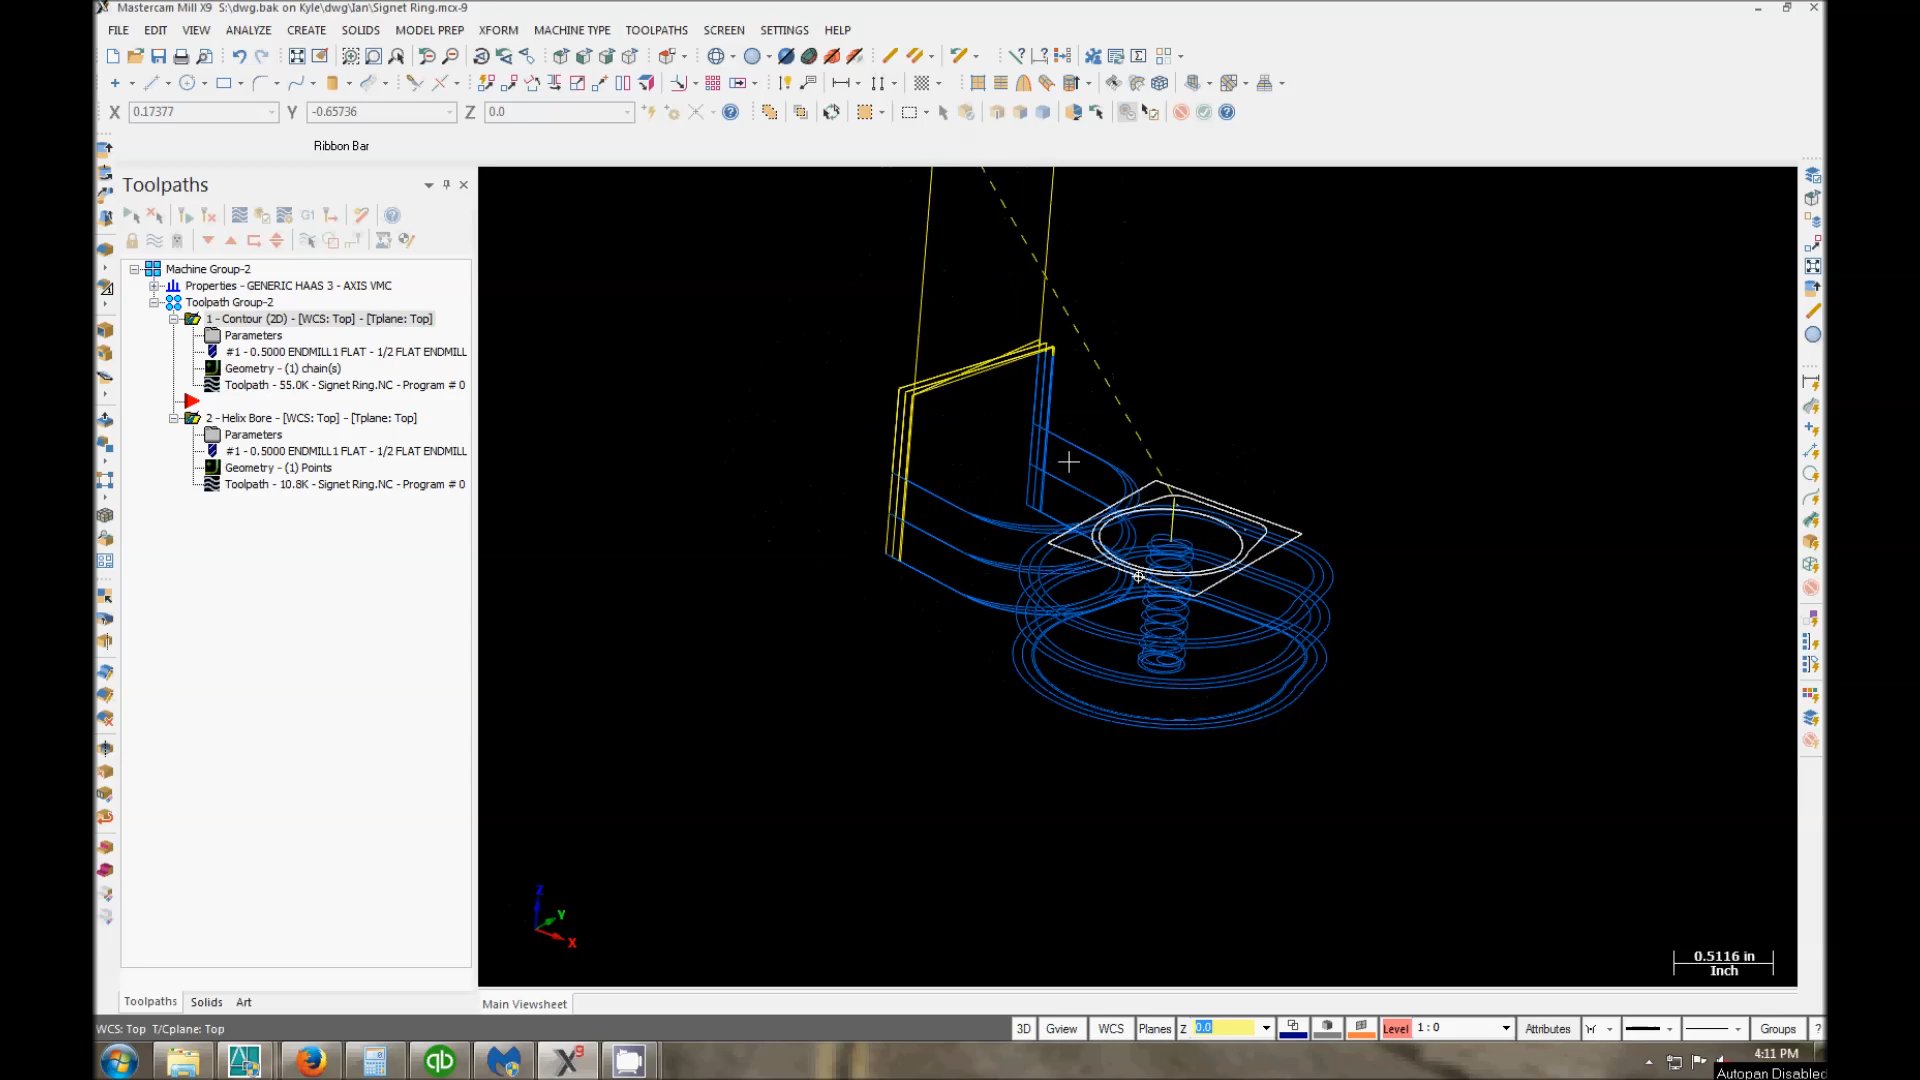 Mastercam Mill X9 S:\dwg.bak on Kyle\dwg\Ian\Signet Ring.mcx-9
FILE EDIT VIEW ANALYZE CREATE SOLIDS MODEL PREP XFORM MACHINE TYPE TOOLPATHS SCREEN SETTINGS HELP
X 0.17377 Y -0.65736 Z 0.0
Ribbon Bar
Toolpaths
G1
Machine Group-2
Properties - GENERIC HAAS 3 - AXIS VMC
Toolpath Group-2
1 - Contour (2D) - [WCS: Top] - [Tplane: Top]
Parameters
#1 - 0.5000 ENDMILL1 FLAT - 1/2 FLAT ENDMILL
Geometry - (1) chain(s)
Toolpath - 55.0K - Signet Ring.NC - Program # 0
2 - Helix Bore - [WCS: Top] - [Tplane: Top]
Parameters
#1 - 0.5000 ENDMILL1 FLAT - 1/2 FLAT ENDMILL
Geometry - (1) Points
Toolpath - 10.8K - Signet Ring.NC - Program # 0
Z
Y
X
0.5116 in
Inch
Toolpaths Solids Art
Main Viewsheet
WCS: Top T/Cplane: Top
3D Gview WCS Planes Z 0.0 Level 1 : 0 Attributes Groups ?
qb
X9
4:11 PM
Autopan Disabled